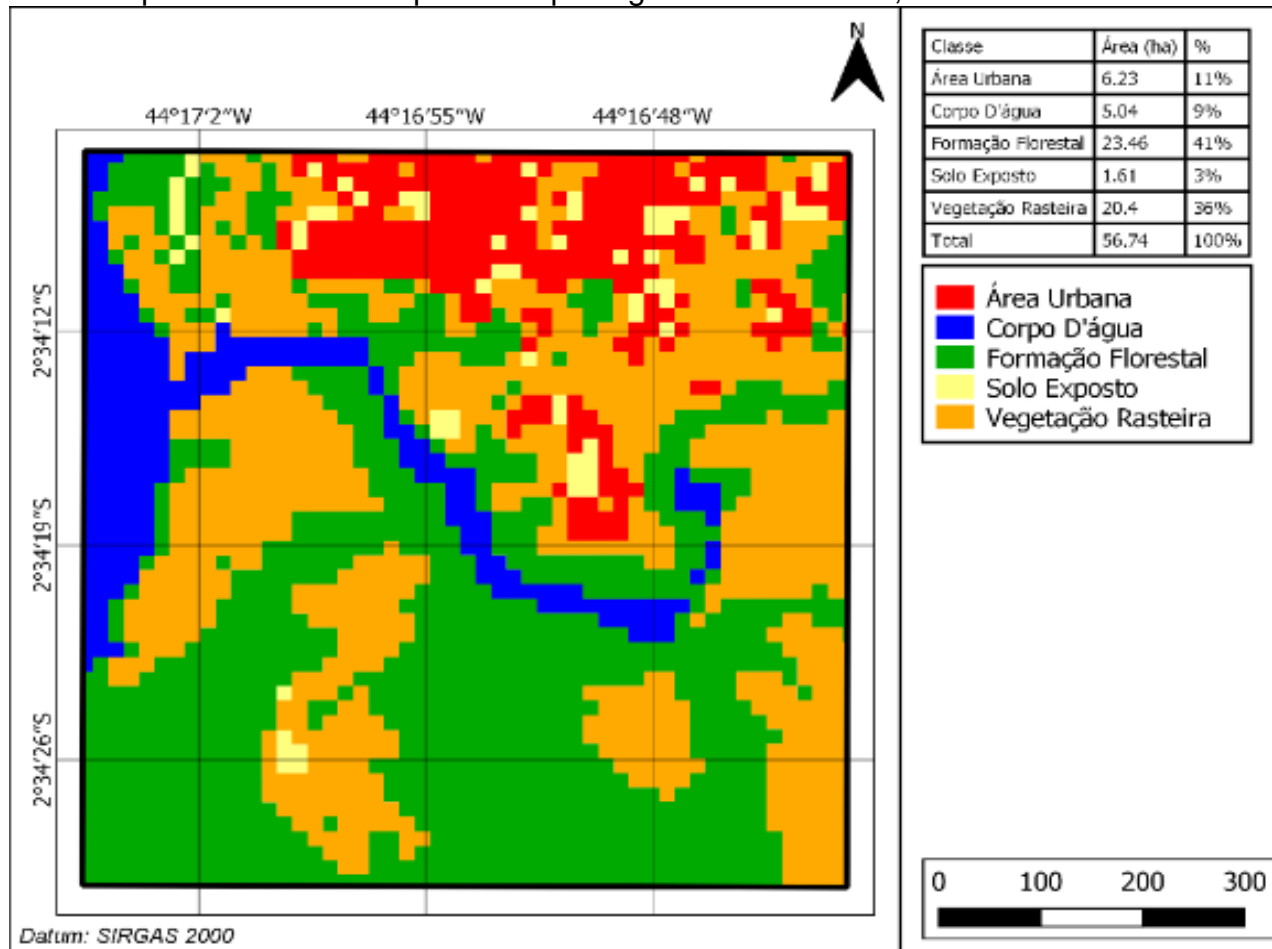 N
44°17'2"W 44°16'55"W 44°16'48"W
2°34'12"S
2°34'19"S
2°34'26"S
Datum: SIRGAS 2000
Classe Área (ha) %
Área Urbana 6.23 11%
Corpo D'água 5.04 9%
Formação Florestal 23.46 41%
Solo Exposto 1.61 3%
Vegetação Rasteira 20.4 36%
Total 56.74 100%
Área Urbana
Corpo D'água
Formação Florestal
Solo Exposto
Vegetação Rasteira
0 100 200 300